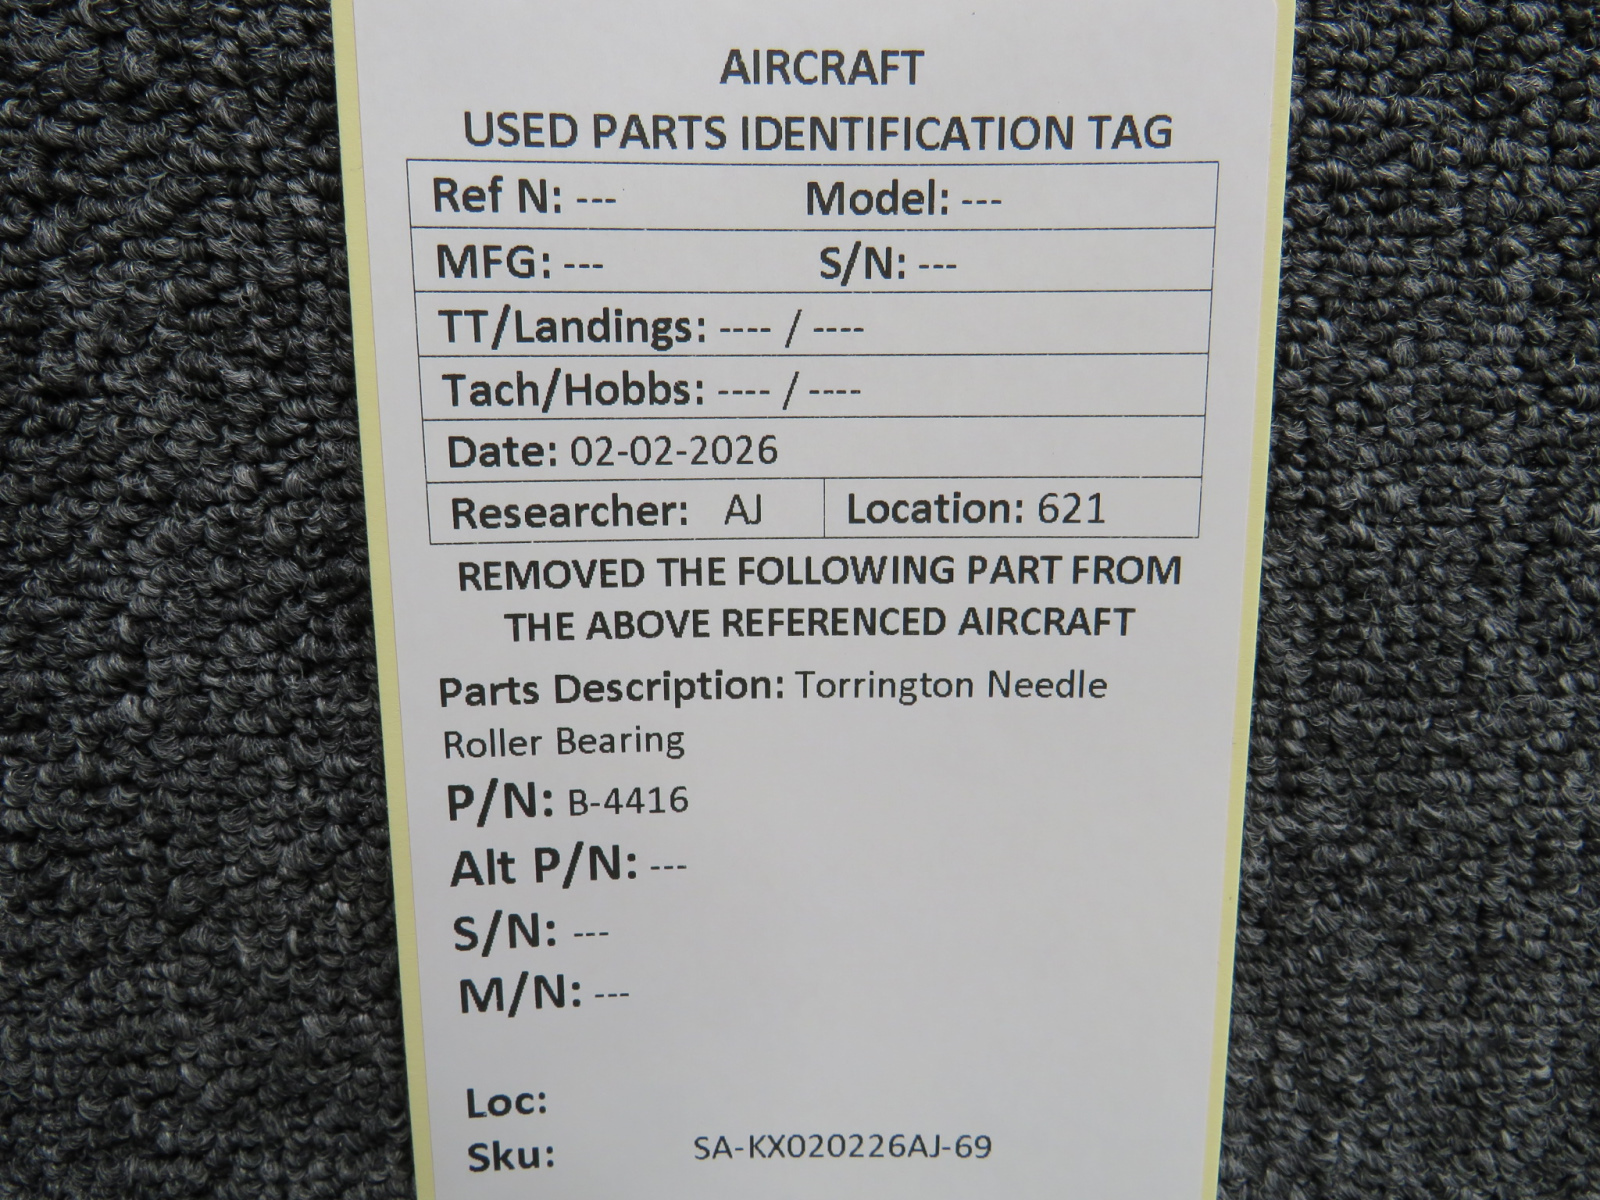 AIRCRAFT
USED PARTS IDENTIFICATION TAG
Ref N: --- Model: ---
MFG: --- S/N: ---
TT/Landings: ---- / ----
Tach/Hobbs: ---- / ----
Date: 02-02-2026
Researcher: AJ Location: 621
REMOVED THE FOLLOWING PART FROM
THE ABOVE REFERENCED AIRCRAFT
Parts Description: Torrington Needle
Roller Bearing
P/N: B-4416
Alt P/N: ---
S/N: ---
M/N: ---
Loc:
Sku: SA-KX020226AJ-69